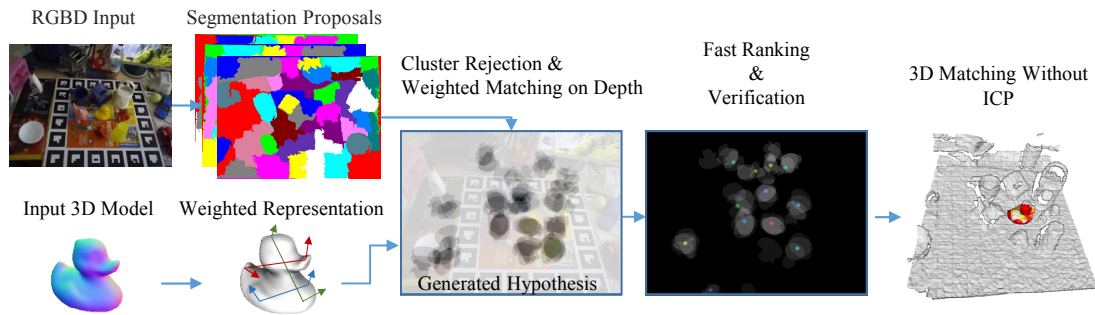 RGBD Input
Segmentation Proposals
Cluster Rejection &
Weighted Matching on Depth
Fast Ranking
&
Verification
3D Matching Without
ICP
Input 3D Model
Weighted Representation
Generated Hypothesis